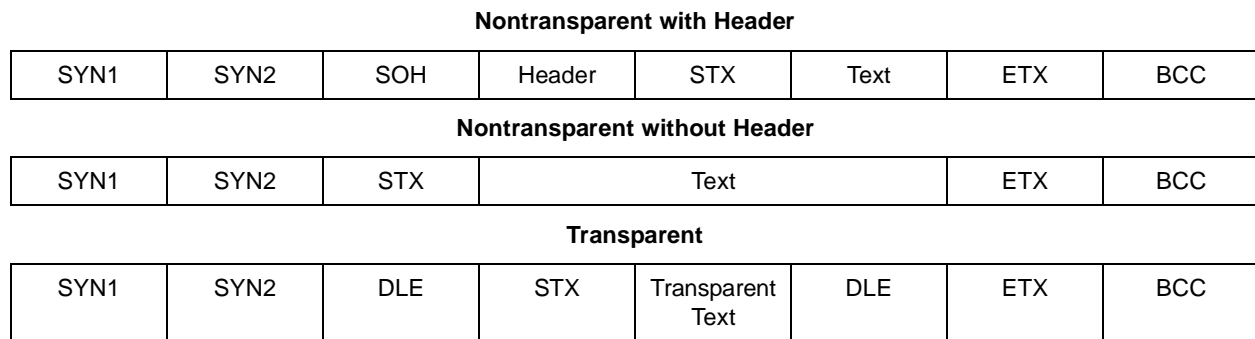 Nontransparent with Header
SYN1 SYN2 SOH Header STX Text ETX BCC
Nontransparent without Header
SYN1 SYN2 STX Text ETX BCC
Transparent
SYN1 SYN2 DLE STX Transparent DLE ETX BCC
Text